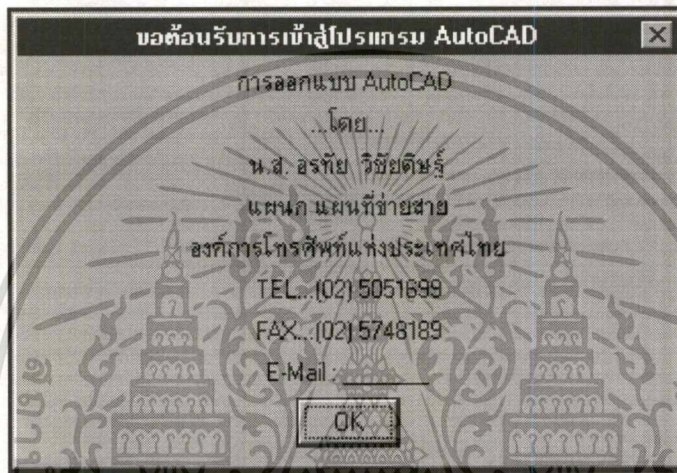 ขอต้อนรับการเข้าสู่โปรแกรม AutoCAD
การออกแบบ AutoCAD
...โดย...
น.ส. อรทัย วิชัยดิษฐ์
แผนก แผนที่ข่ายสาย
องค์การโทรศัพท์แห่งประเทศไทย
TEL...(02) 5051699
FAX...(02) 5748189
E-Mail : _______
OK